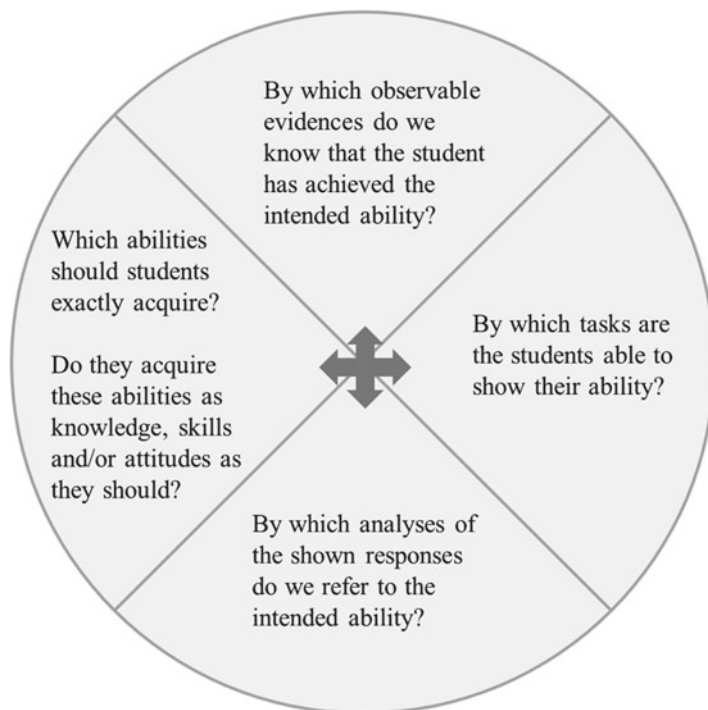 By which observable
evidences do we
know that the student
has achieved the
intended ability?
Which abilities
should students
exactly acquire?
Do they acquire
these abilities as
knowledge, skills
and/or attitudes as
they should?
By which tasks are
the students able to
show their ability?
By which analyses of
the shown responses
do we refer to the
intended ability?